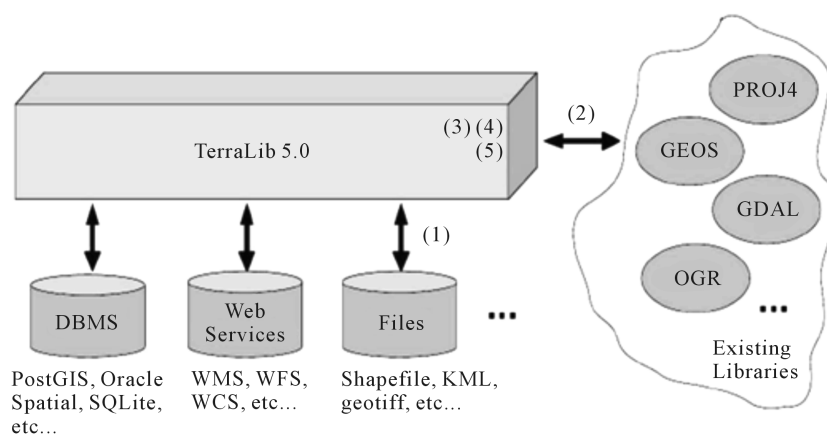 PROJ4
(2)
(3) (4)
(5)
TerraLib 5.0
GEOS
GDAL
(1)
OGR
DBMS
Web
Services
Files
...
...
Existing
Libraries
PostGIS, Oracle
Spatial, SQLite,
etc...
WMS, WFS,
WCS, etc...
Shapefile, KML,
geotiff, etc...